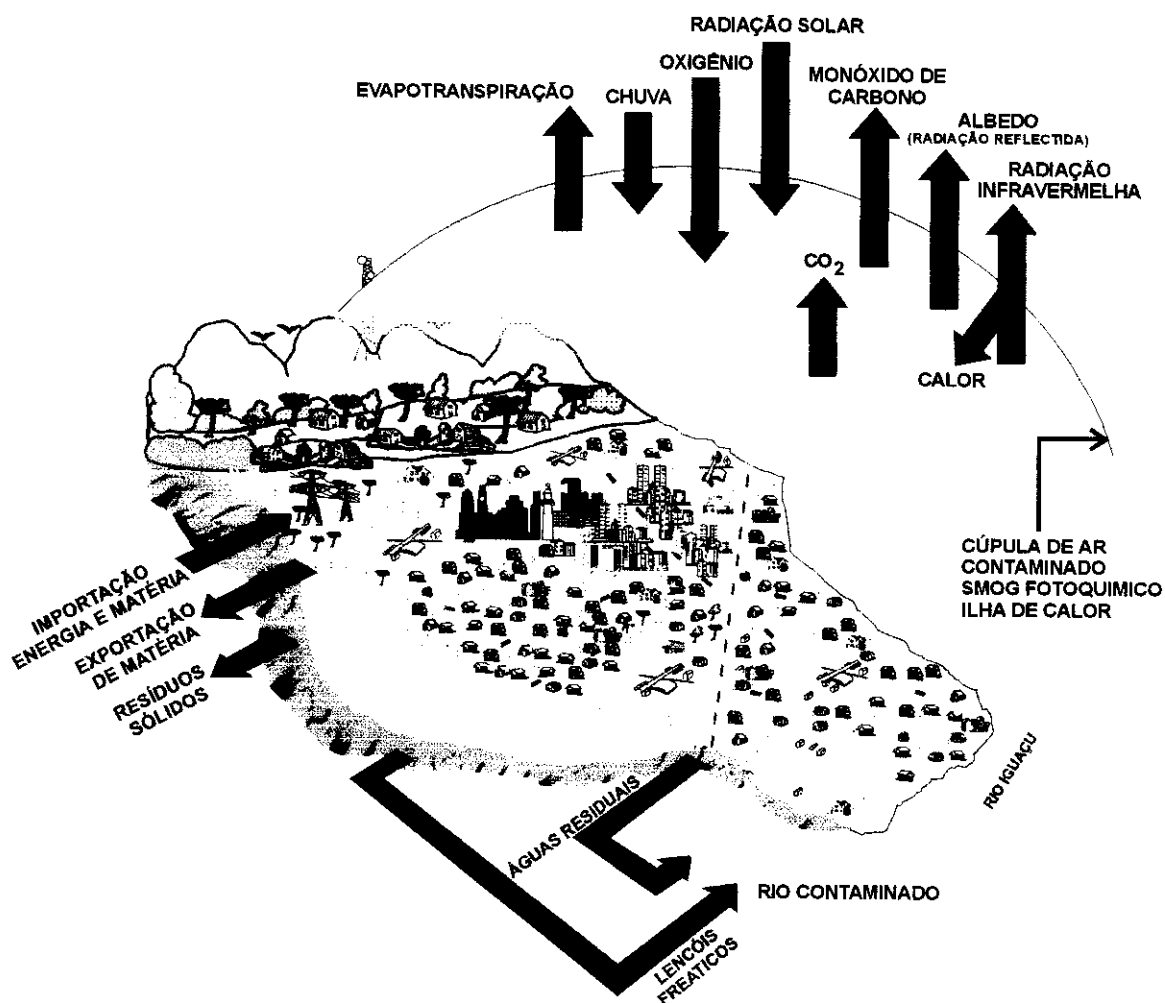 RADIAÇÃO SOLAR
OXIGÊNIO
EVAPOTRANSPIRAÇÃO
CHUVA
MONÓXIDO DE
CARBONO
ALBEDO
(RADIAÇÃO REFLECTIDA)
RADIAÇÃO
INFRAVERMELHA
CO2
CALOR
CÚPULA DE AR
CONTAMINADO
SMOG FOTOQUIMICO
ILHA DE CALOR
IMPORTAÇÃO
ENERGIA E MATÉRIA
EXPORTAÇÃO
DE MATÉRIA
RESÍDUOS
SÓLIDOS
RIO IGUAÇU
ÁGUAS RESIDUAIS
RIO CONTAMINADO
LENCÓIS
FREATICOS